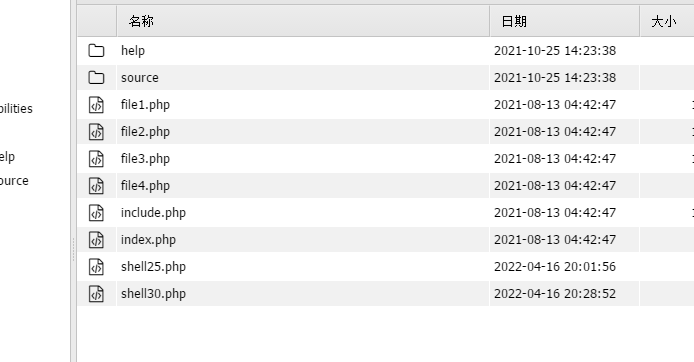 名称 日期 大小
help 2021-10-25 14:23:38
source 2021-10-25 14:23:38
bilities file1.php 2021-08-13 04:42:47
file2.php 2021-08-13 04:42:47
elp file3.php 2021-08-13 04:42:47
ource file4.php 2021-08-13 04:42:47
include.php 2021-08-13 04:42:47
index.php 2021-08-13 04:42:47
shell25.php 2022-04-16 20:01:56
shell30.php 2022-04-16 20:28:52